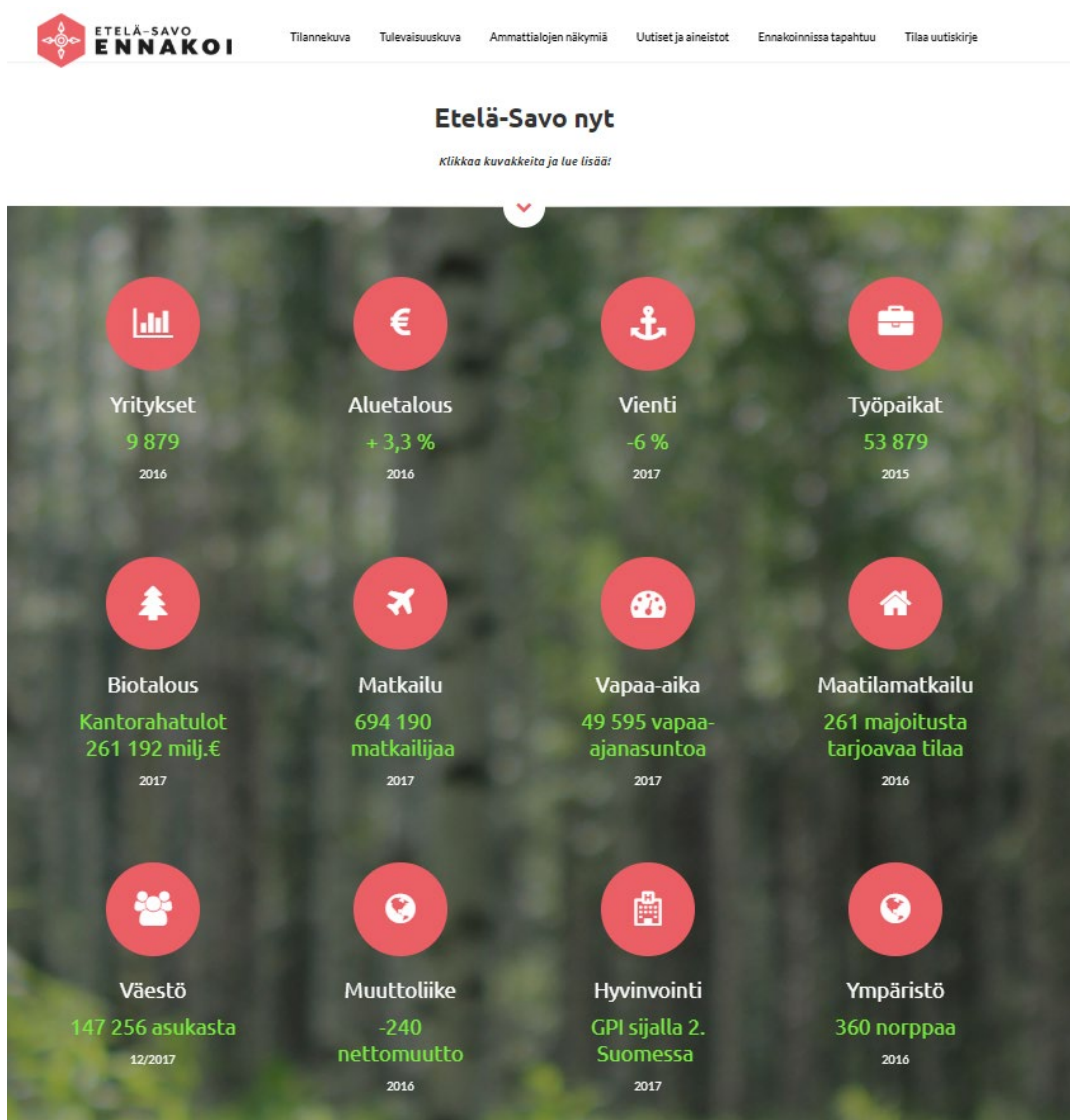 ETELÄ-SAVO
ENNAKOI
Tilannekuva Tulevaisuuskuva Ammattialojen näkymiä Uutiset ja aineistot Ennakoinnissa tapahtuu Tilaa uutiskirje
Etelä-Savo nyt
Klikkaa kuvakkeita ja lue lisää!
Yritykset
9 879
2016
Aluetalous
+ 3,3 %
2016
Vienti
-6 %
2017
Työpaikat
53 879
2015
Biotalous
Kantorahatulot
261 192 milj.€
2017
Matkailu
694 190
matkailijaa
2017
Vapaa-aika
49 595 vapaa-
ajanasuntoa
2017
Maatilamatkailu
261 majoitusta
tarjoavaa tilaa
2016
Väestö
147 256 asukasta
12/2017
Muuttoliike
-240
nettomuutto
2016
H
Hyvinvointi
GPI sijalla 2.
Suomessa
2017
Ympäristö
360 norppaa
2016